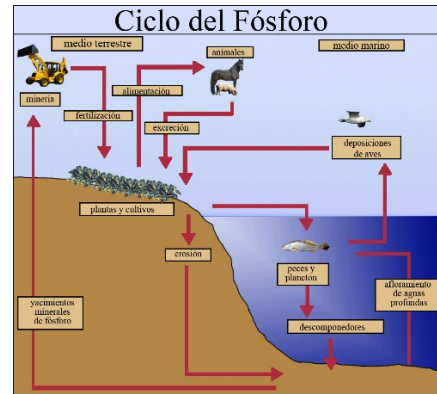 Ciclo del Fósforo
medio terrestre
animales
medio marino
minería
alimentación
fertilización
excreción
deposiciones
de aves
plantas y cultivos
erosión
peces y
plancton
afloramiento
de aguas
profundas
yacimientos
minerales
de fósforo
descomponedores